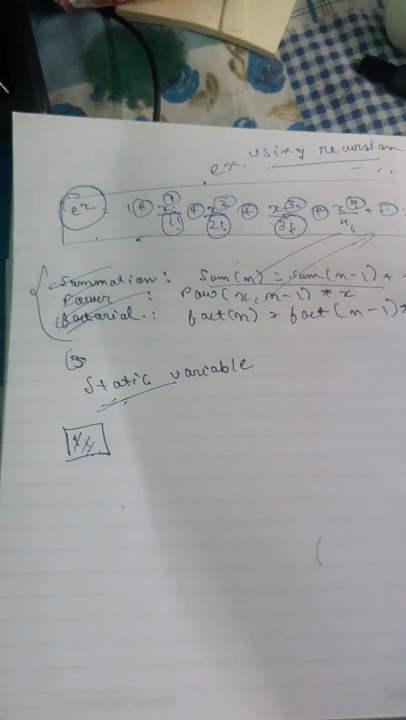 e^x using recursion
e^x 1 + x/1! + x^2/2! + x^3/3! + x^4/4! + ...
Summation : Sum(n) = Sum(n-1) +
Power : Pow(x, n-1) * x
factorial : fact(n) = fact(n-1) *
3
Static variable